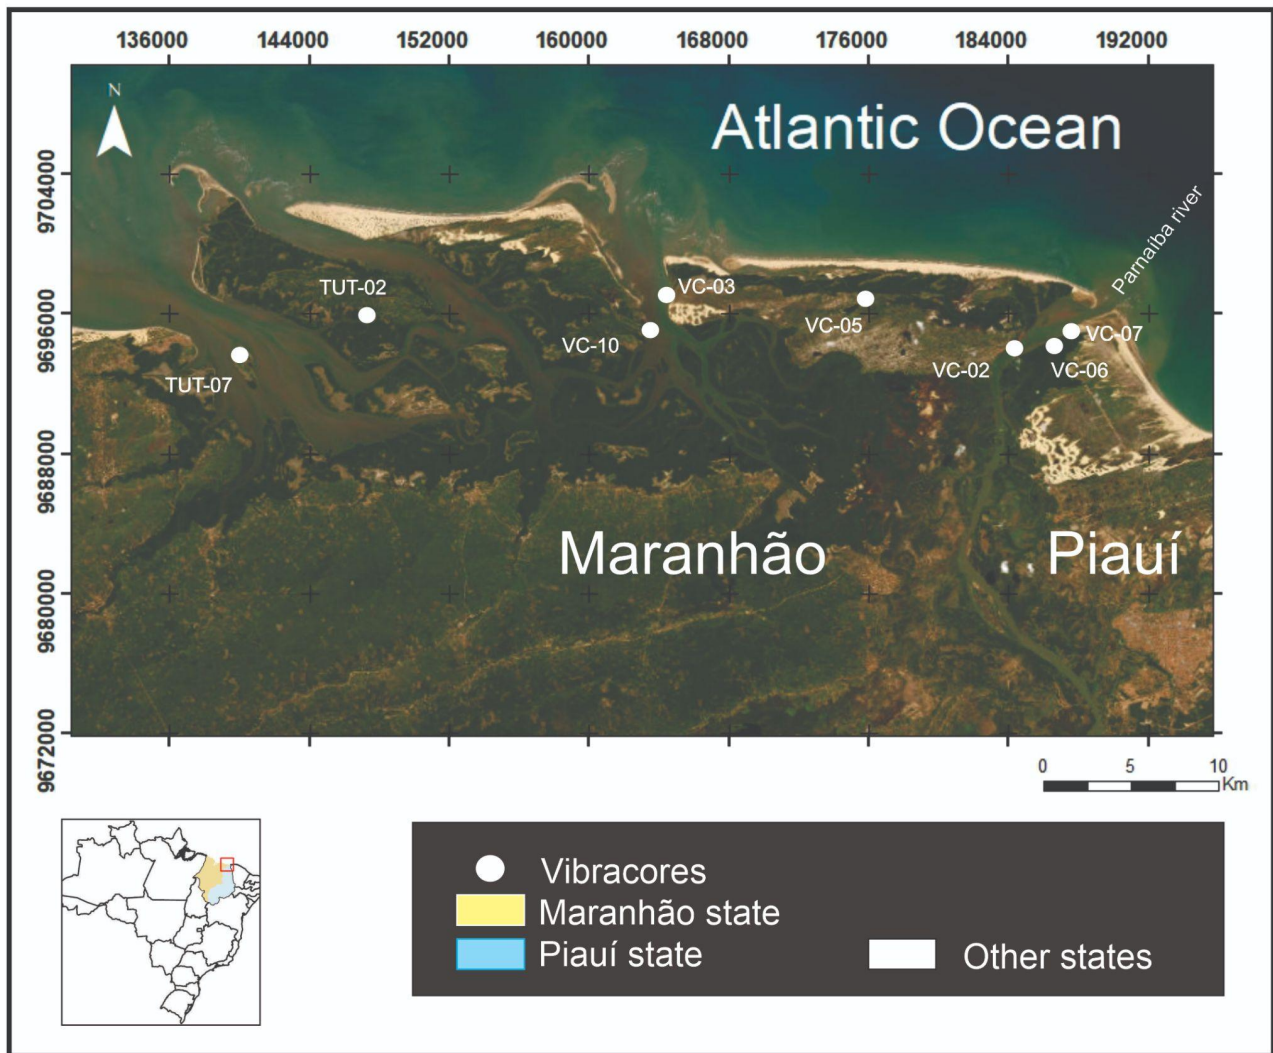 136000 144000 152000 160000 168000 176000 184000 192000
N
Atlantic Ocean
9704000
Parnaíba river
TUT-02
VC-03
9696000
VC-05
VC-10
VC-07
VC-02
VC-06
TUT-07
9688000
Maranhão
Piauí
9680000
9672000
0 5 10
Km
Vibracores
Maranhão state
Piauí state
Other states